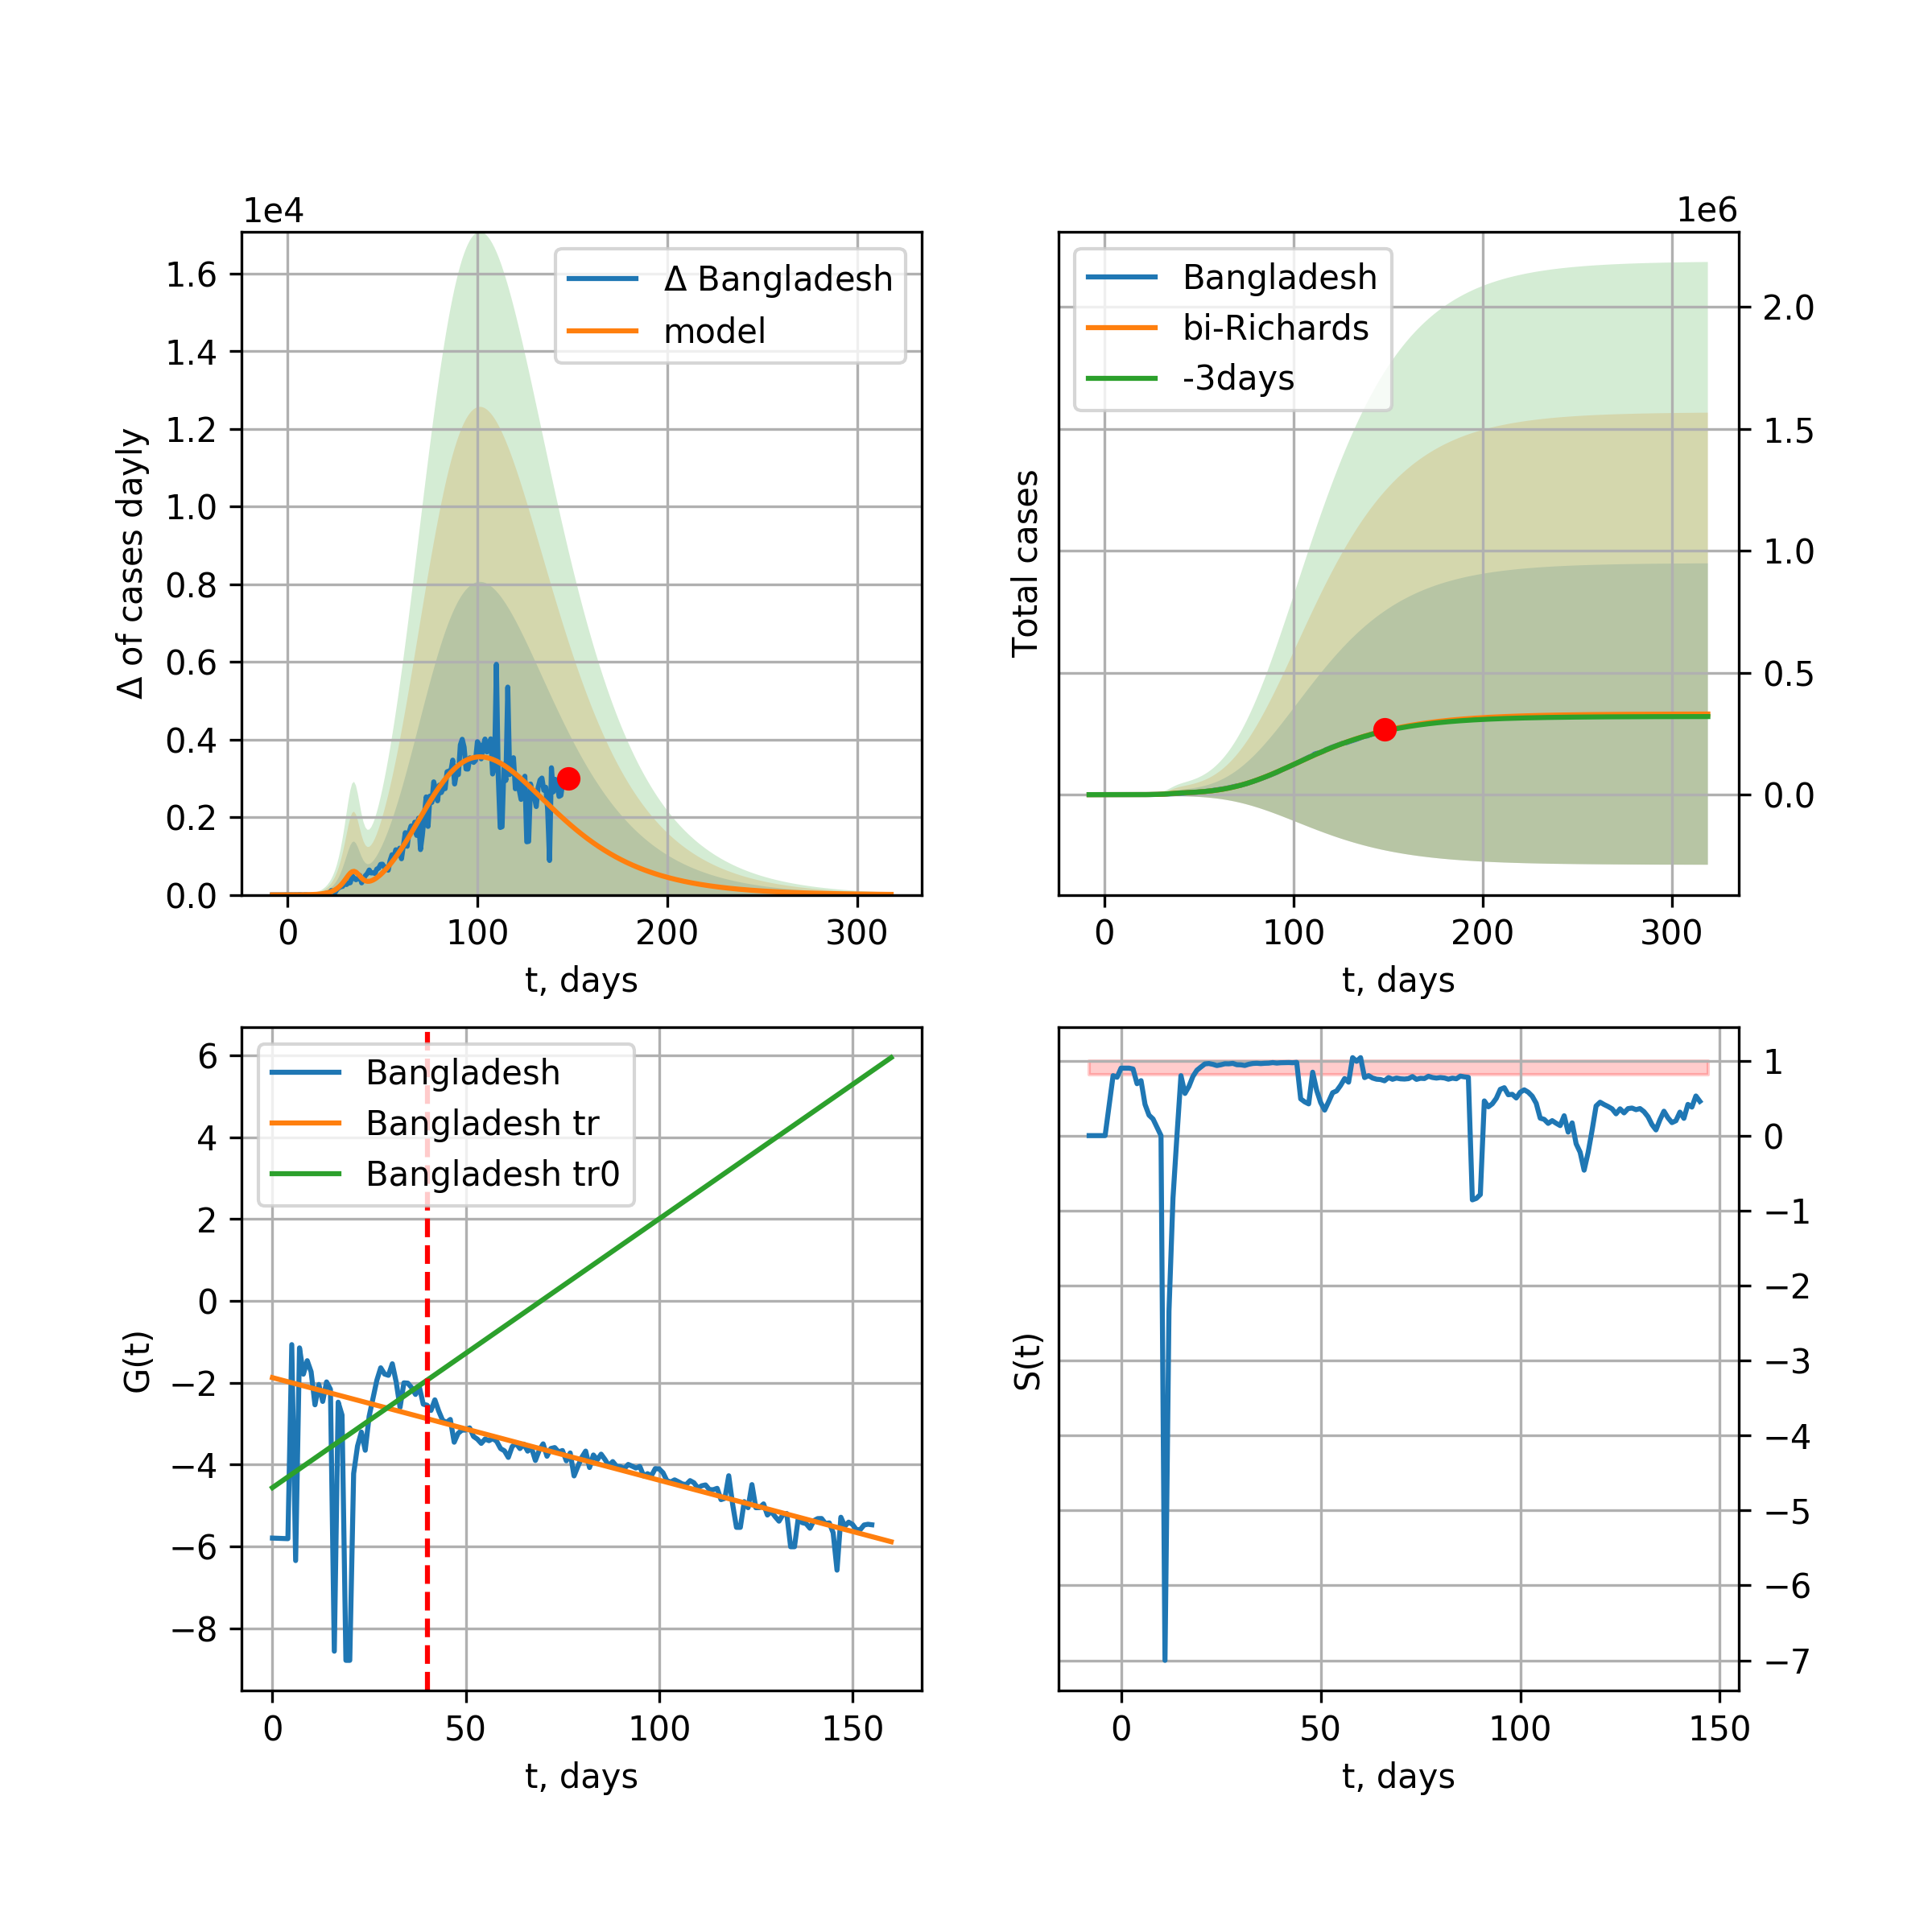 1e4
1.6
1.4
1.2
1.0
0.8
0.6
0.4
0.2
0.0
0 100 200 300
t, days
Δ of cases dayly
Δ Bangladesh
model
1e6
2.0
1.5
1.0
0.5
0.0
0 100 200 300
t, days
Total cases
Bangladesh
bi-Richards
-3days
6
4
2
0
−2
−4
−6
−8
0 50 100 150
t, days
G(t)
Bangladesh
Bangladesh tr
Bangladesh tr0
1
0
−1
−2
−3
−4
−5
−6
−7
0 50 100 150
t, days
S(t)